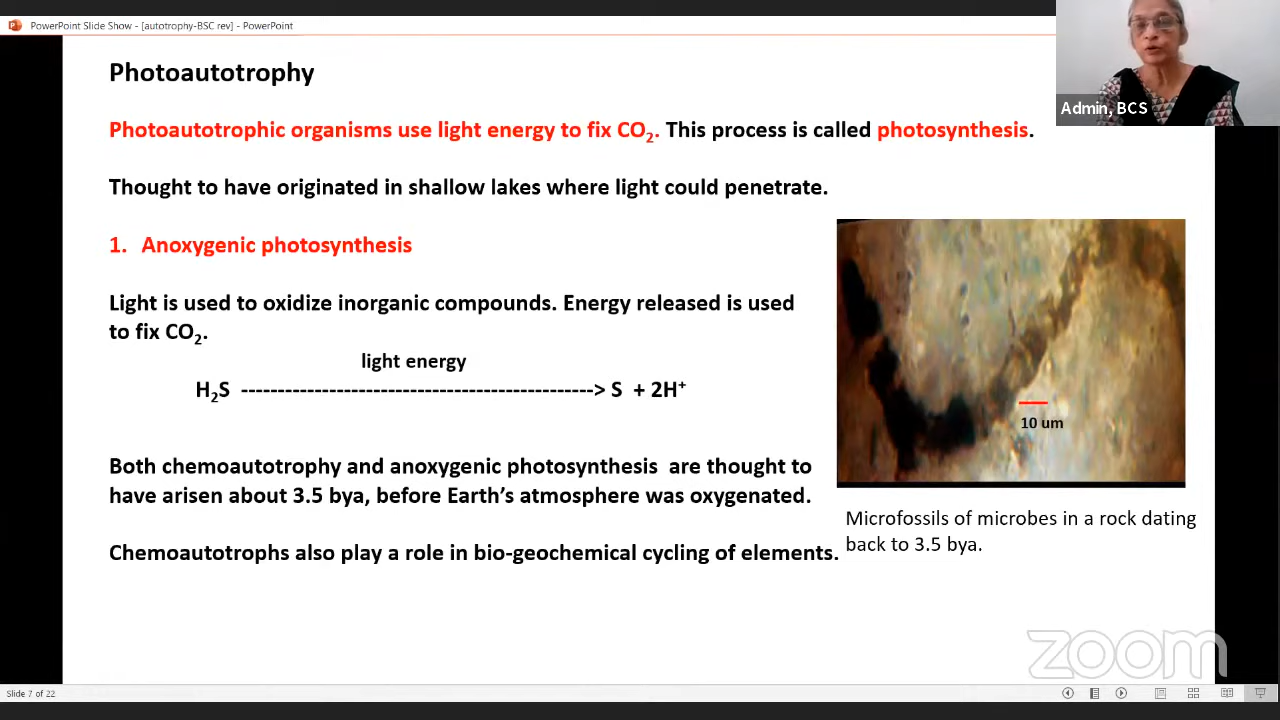 PowerPoint Slide Show - [autotrophy-BSC rev] - PowerPoint
Admin, BCS
Photoautotrophy
Photoautotrophic organisms use light energy to fix CO₂. This process is called photosynthesis.
Thought to have originated in shallow lakes where light could penetrate.
1. Anoxygenic photosynthesis
Light is used to oxidize inorganic compounds. Energy released is used
to fix CO₂.
light energy
H₂S ------------------------------------------------> S + 2H⁺
10 um
Both chemoautotrophy and anoxygenic photosynthesis are thought to
have arisen about 3.5 bya, before Earth's atmosphere was oxygenated.
Microfossils of microbes in a rock dating
back to 3.5 bya.
Chemoautotrophs also play a role in bio-geochemical cycling of elements.
zoom
Slide 7 of 22